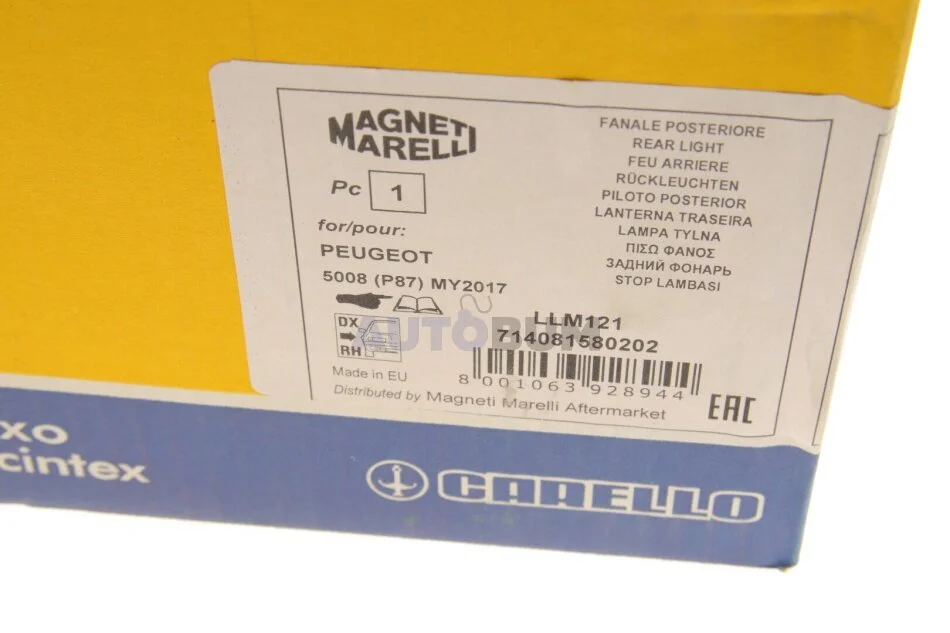 MAGNETI
MARELLI
Pc 1
for/pour:
PEUGEOT
5008 (P87) MY2017
DX
RH
Made in EU
Distributed by Magneti Marelli Aftermarket
FANALE POSTERIORE
REAR LIGHT
FEU ARRIERE
RÜCKLEUCHTEN
PILOTO POSTERIOR
LANTERNA TRASEIRA
LAMPA TYLNA
ΠΙΣΩ ΦΑΝΟΣ
ЗАДНИЙ ФОНАРЬ
STOP LAMBASI
LLM121
714081580202
8 001063 928944
EAC
AUTOBUM
xo
cintex
CARELLO